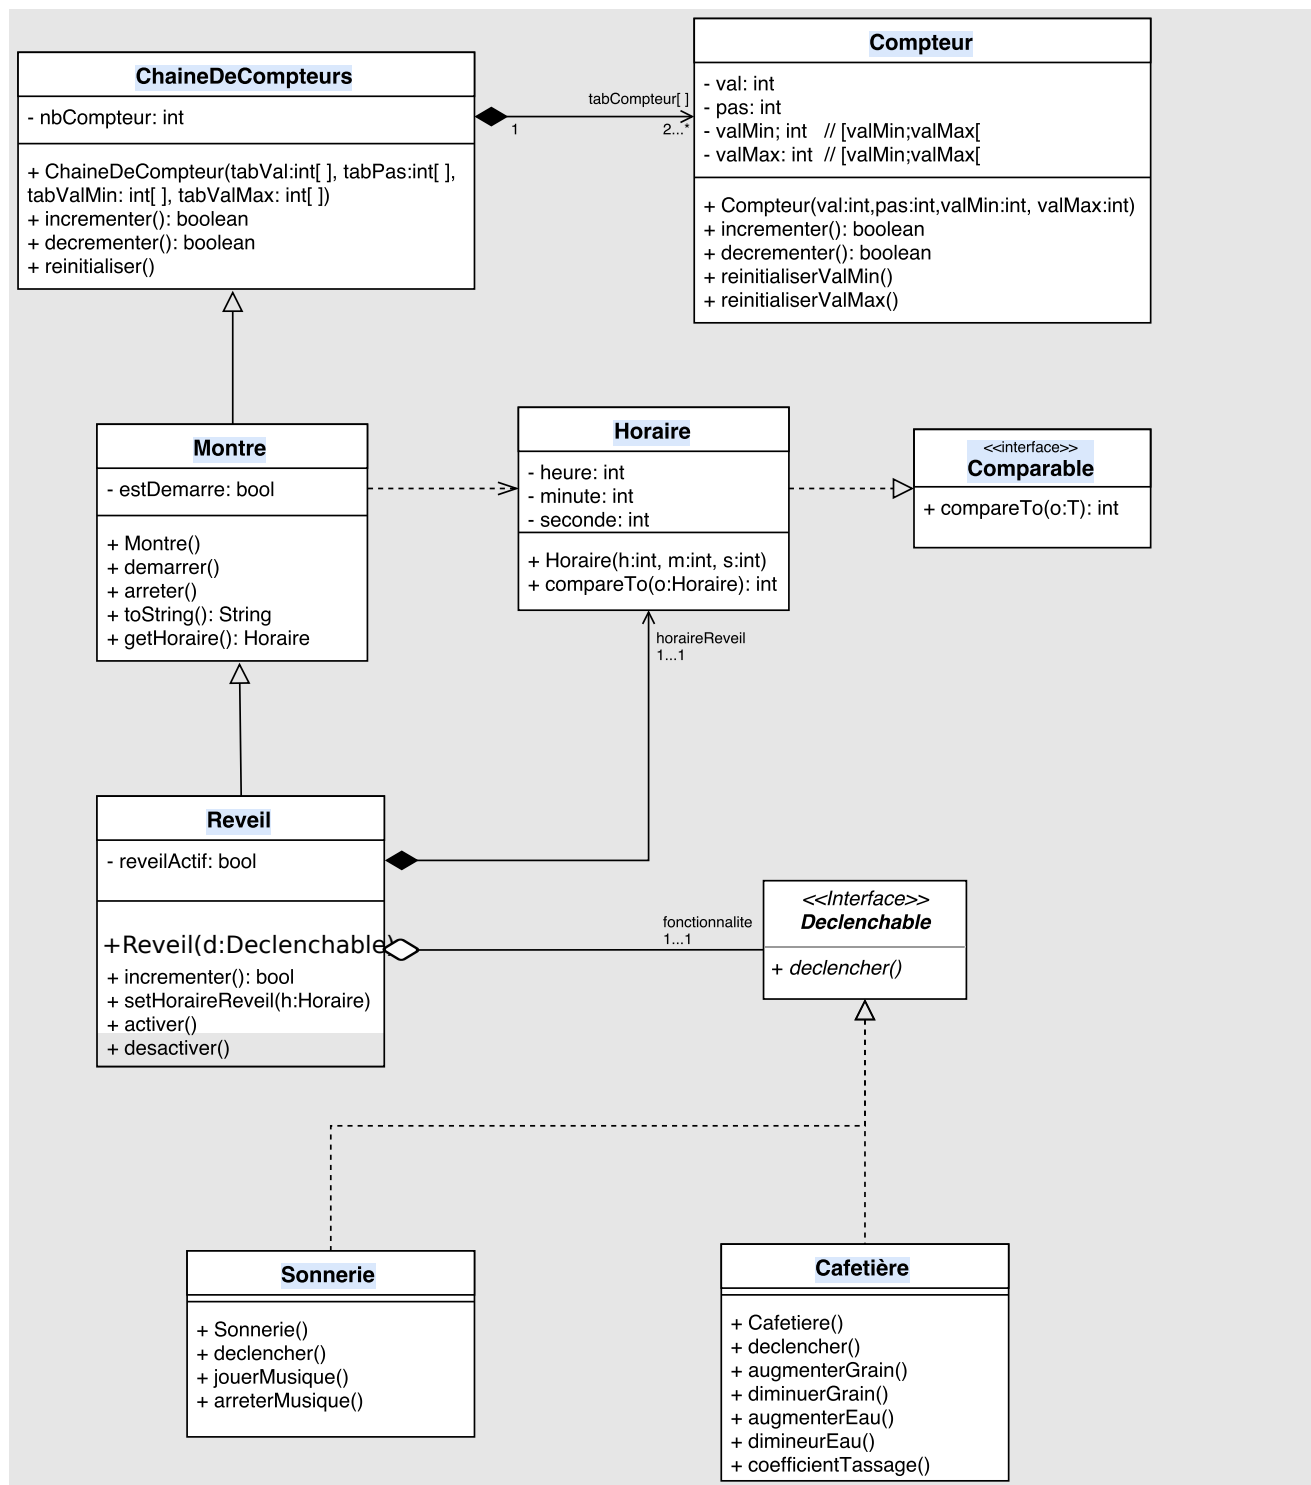 ChaineDeCompteurs
- nbCompteur: int
+ ChaineDeCompteur(tabVal:int[ ], tabPas:int[ ],
tabValMin: int[ ], tabValMax: int[ ])
+ incrementer(): boolean
+ decrementer(): boolean
+ reinitialiser()
tabCompteur[ ]
1
2...*
Compteur
- val: int
- pas: int
- valMin; int // [valMin;valMax[
- valMax: int // [valMin;valMax[
+ Compteur(val:int,pas:int,valMin:int, valMax:int)
+ incrementer(): boolean
+ decrementer(): boolean
+ reinitialiserValMin()
+ reinitialiserValMax()
Montre
- estDemarre: bool
+ Montre()
+ demarrer()
+ arreter()
+ toString(): String
+ getHoraire(): Horaire
Horaire
- heure: int
- minute: int
- seconde: int
+ Horaire(h:int, m:int, s:int)
+ compareTo(o:Horaire): int
<<interface>>
Comparable
+ compareTo(o:T): int
horaireReveil
1...1
Reveil
- reveilActif: bool
+Reveil(d:Declenchable)
+ incrementer(): bool
+ setHoraireReveil(h:Horaire)
+ activer()
+ desactiver()
fonctionnalite
1...1
<<Interface>>
Declenchable
+ declencher()
Sonnerie
+ Sonnerie()
+ declencher()
+ jouerMusique()
+ arreterMusique()
Cafetière
+ Cafetiere()
+ declencher()
+ augmenterGrain()
+ diminuerGrain()
+ augmenterEau()
+ dimineurEau()
+ coefficientTassage()